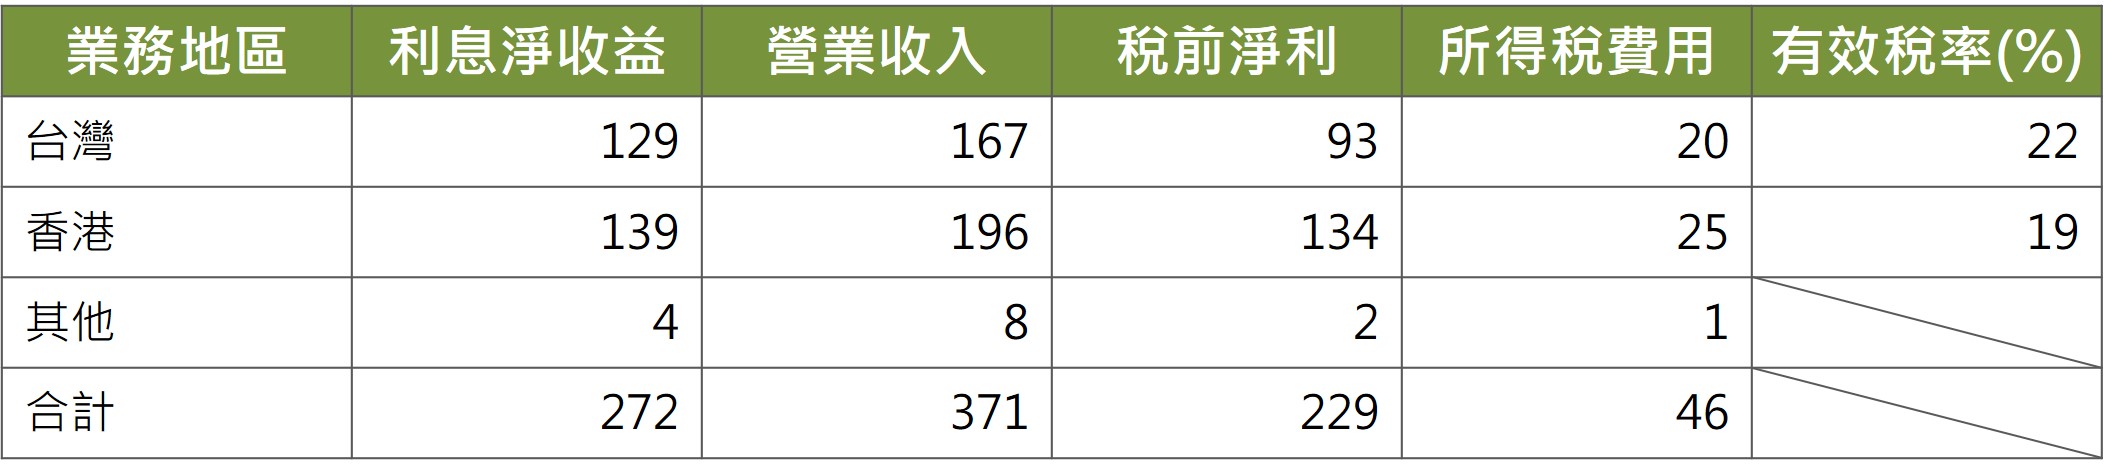 業務地區 利息淨收益 營業收入 稅前淨利 所得稅費用 有效稅率(%)
台灣 129 167 93 20 22
香港 139 196 134 25 19
其他 4 8 2 1
合計 272 371 229 46